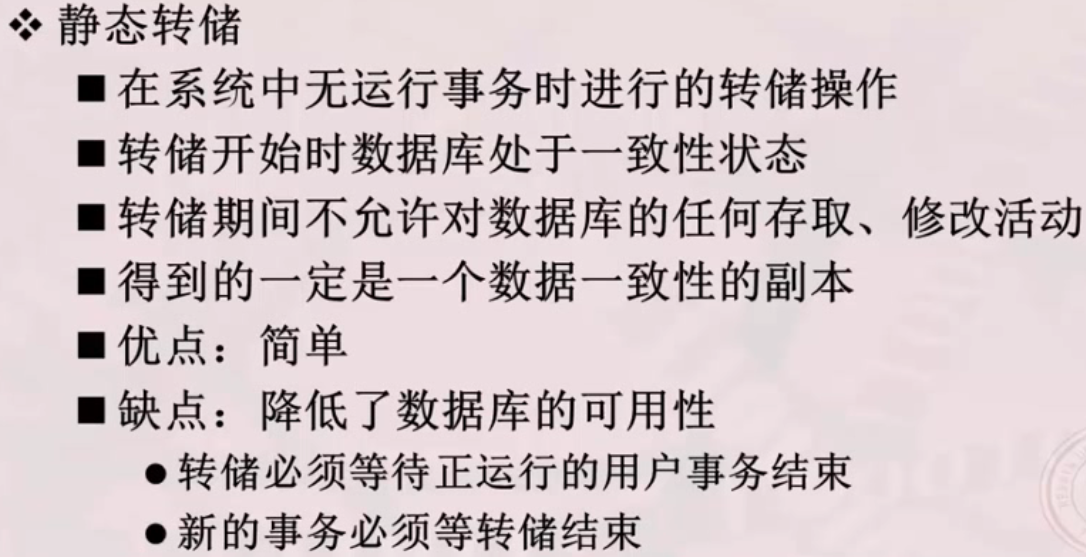 ❖ 静态转储
■ 在系统中无运行事务时进行的转储操作
■ 转储开始时数据库处于一致性状态
■ 转储期间不允许对数据库的任何存取、修改活动
■ 得到的一定是一个数据一致性的副本
■ 优点：简单
■ 缺点：降低了数据库的可用性
● 转储必须等待正运行的用户事务结束
● 新的事务必须等转储结束